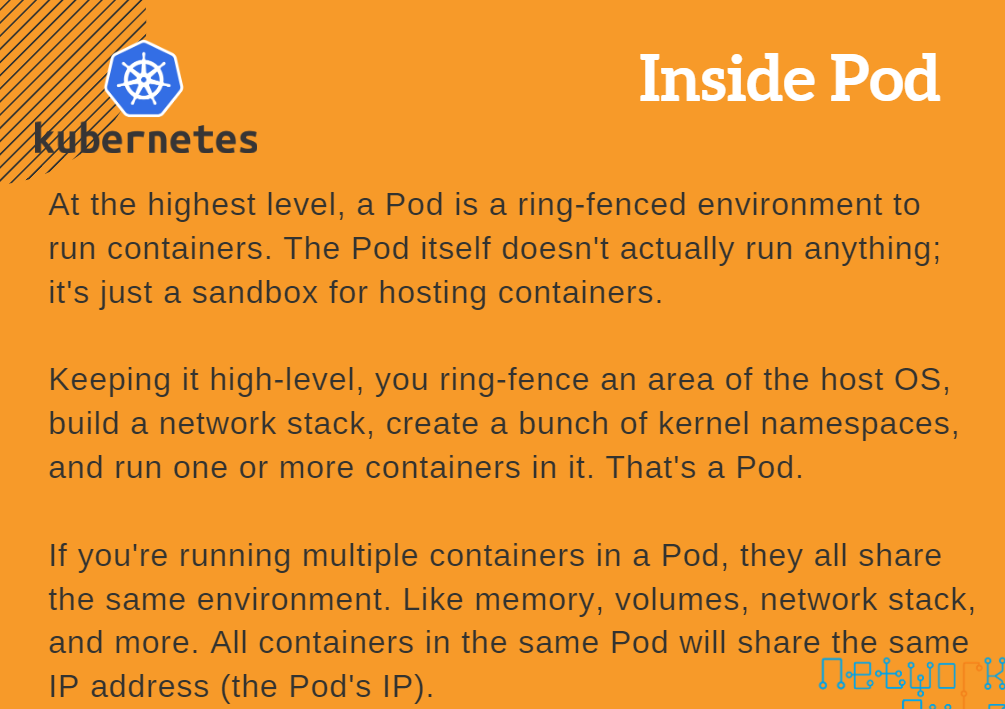 Inside Pod
kubernetes
At the highest level, a Pod is a ring-fenced environment to
run containers. The Pod itself doesn't actually run anything;
it's just a sandbox for hosting containers.
Keeping it high-level, you ring-fence an area of the host OS,
build a network stack, create a bunch of kernel namespaces,
and run one or more containers in it. That's a Pod.
If you're running multiple containers in a Pod, they all share
the same environment. Like memory, volumes, network stack,
and more. All containers in the same Pod will share the same
IP address (the Pod's IP).
Network